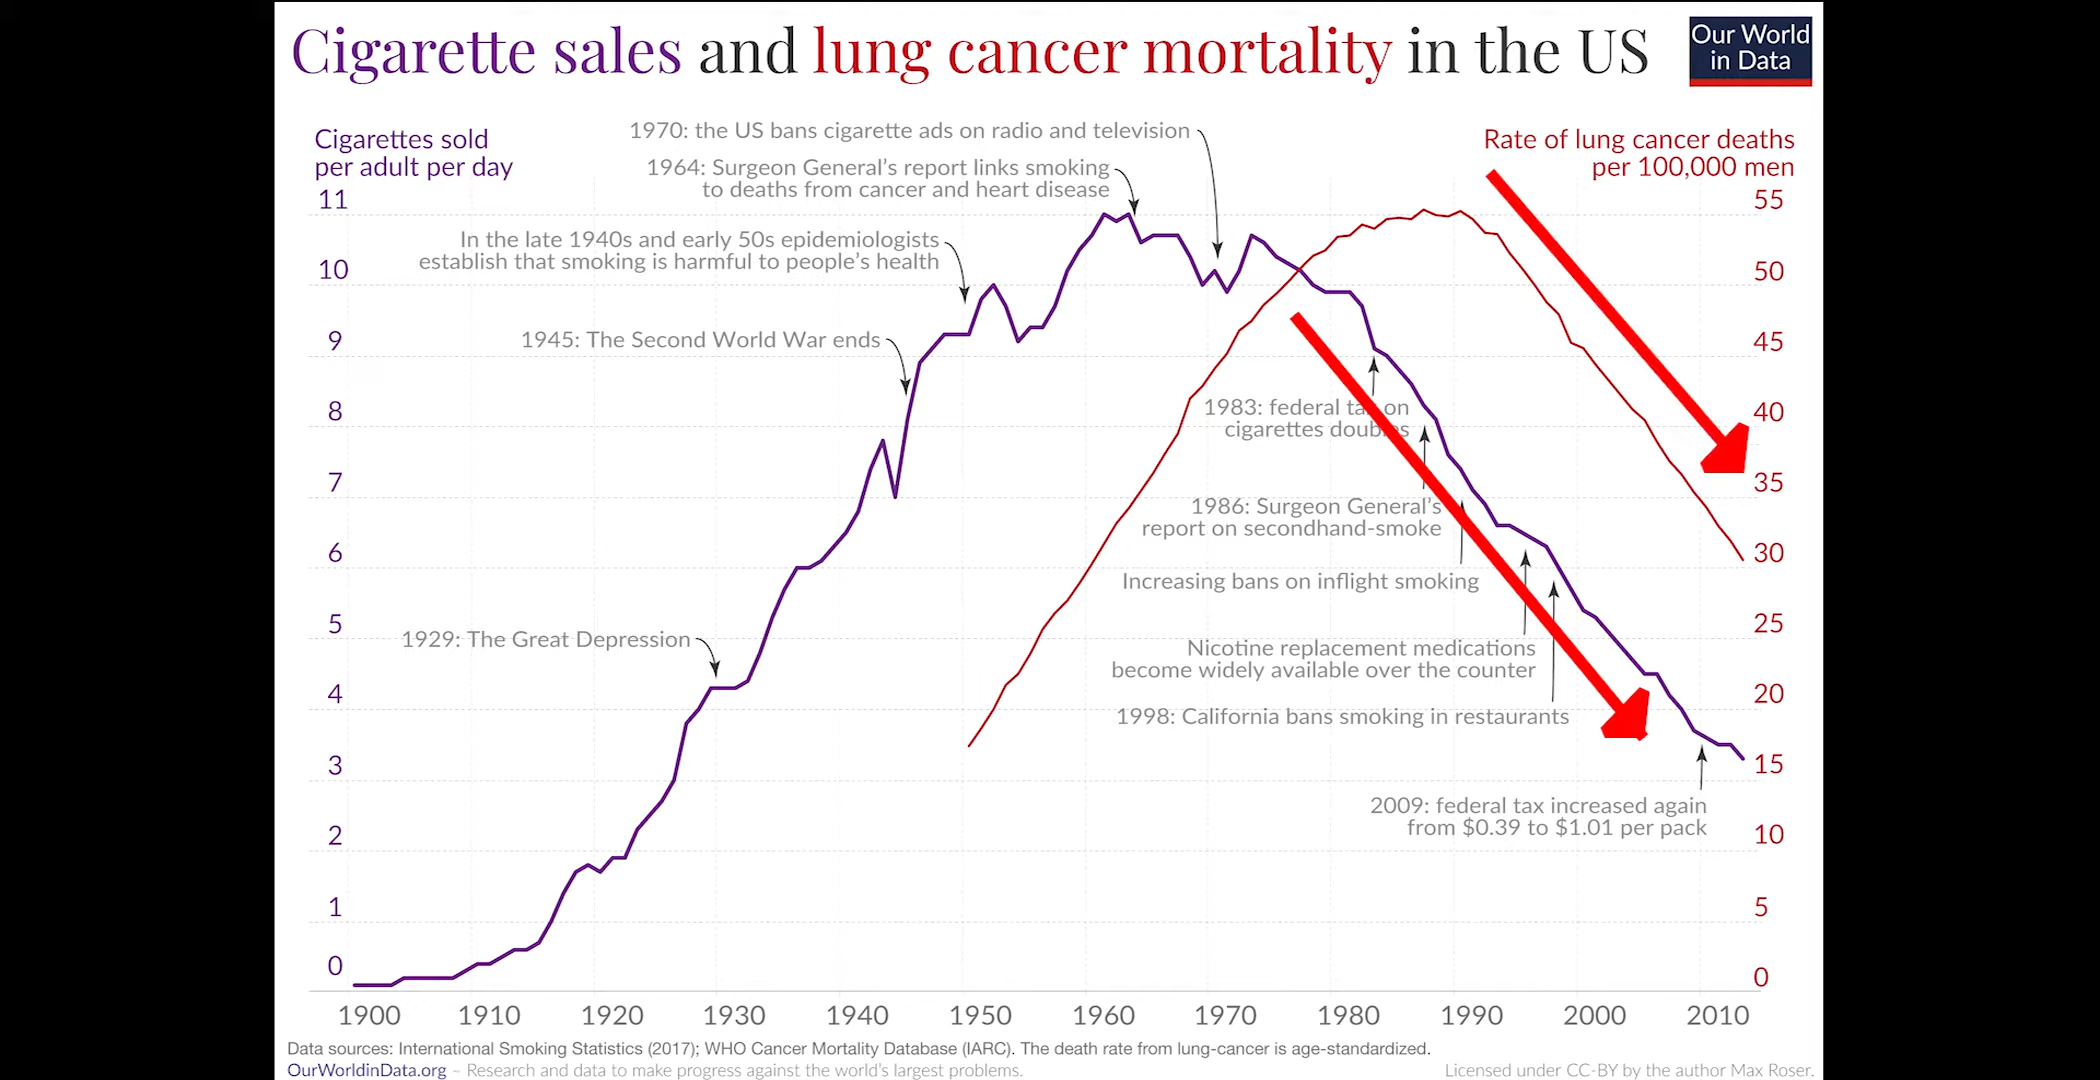 Cigarette sales and lung cancer mortality in the US
Our World
in Data
Cigarettes sold
per adult per day
Rate of lung cancer deaths
per 100,000 men
1970: the US bans cigarette ads on radio and television
1964: Surgeon General's report links smoking
to deaths from cancer and heart disease
In the late 1940s and early 50s epidemiologists
establish that smoking is harmful to people's health
1945: The Second World War ends
1929: The Great Depression
1983: federal tax on
cigarettes doubles
1986: Surgeon General's
report on secondhand-smoke
Increasing bans on inflight smoking
Nicotine replacement medications
become widely available over the counter
1998: California bans smoking in restaurants
2009: federal tax increased again
from $0.39 to $1.01 per pack
11
10
9
8
7
6
5
4
3
2
1
0
55
50
45
40
35
30
25
20
15
10
5
0
1900 1910 1920 1930 1940 1950 1960 1970 1980 1990 2000 2010
Data sources: International Smoking Statistics (2017); WHO Cancer Mortality Database (IARC). The death rate from lung-cancer is age-standardized.
OurWorldinData.org – Research and data to make progress against the world's largest problems.
Licensed under CC-BY by the author Max Roser.